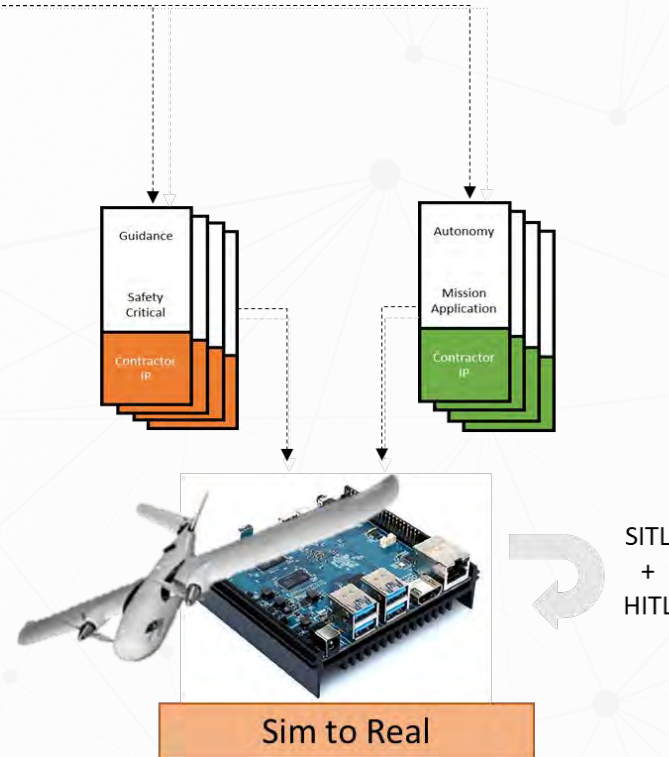 Guidance
Safety
Critical
Contractor
IP
Autonomy
Mission
Application
Contractor
IP
SITL
+
HITL
Sim to Real